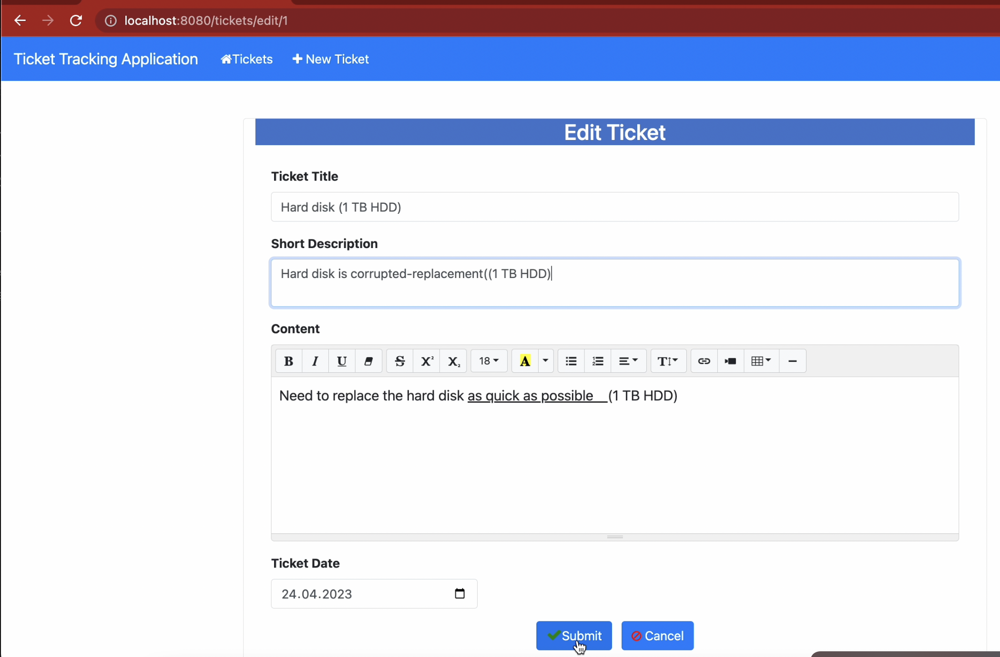 localhost:8080/tickets/edit/1
Ticket Tracking Application Tickets New Ticket
Edit Ticket
Ticket Title
Hard disk (1 TB HDD)
Short Description
Hard disk is corrupted-replacement((1 TB HDD)
Content
B I U S X² X₂ 18 A T
Need to replace the hard disk as quick as possible (1 TB HDD)
Ticket Date
24.04.2023
Submit Cancel